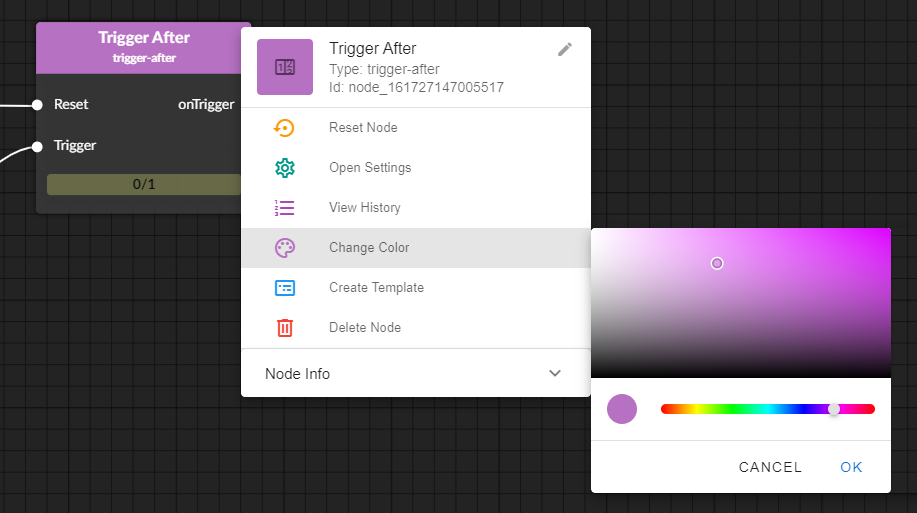 Trigger After
trigger-after
Reset onTrigger
Trigger
0/1
Trigger After
Type: trigger-after
Id: node_161727147005517
Reset Node
Open Settings
View History
Change Color
Create Template
Delete Node
Node Info
CANCEL OK